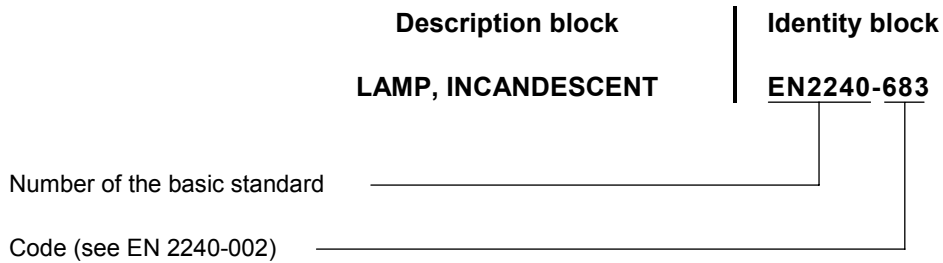 Description block Identity block
LAMP, INCANDESCENT EN2240-683
Number of the basic standard
Code (see EN 2240-002)